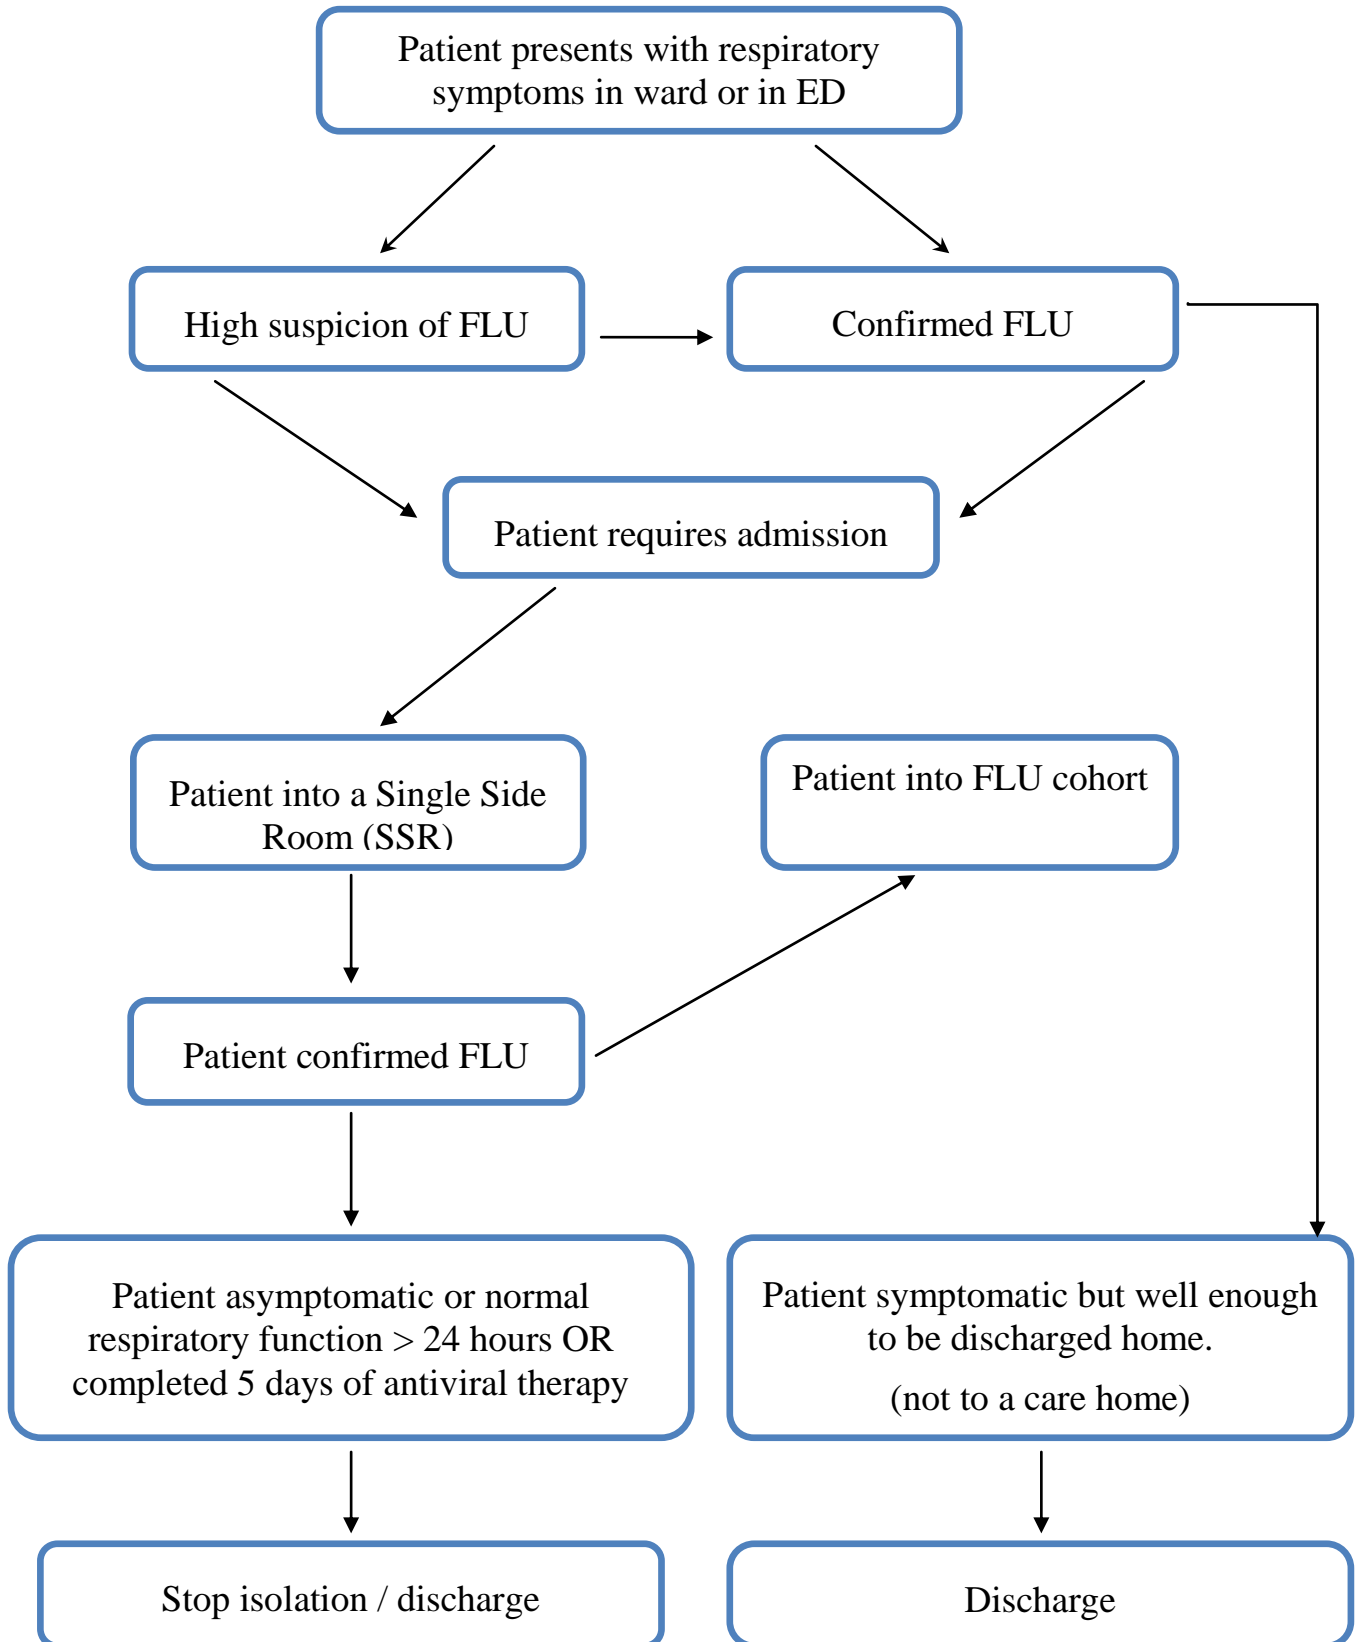 Patient presents with respiratory
symptoms in ward or in ED
High suspicion of FLU
Confirmed FLU
Patient requires admission
Patient into a Single Side
Room (SSR)
Patient into FLU cohort
Patient confirmed FLU
Patient asymptomatic or normal
respiratory function > 24 hours OR
completed 5 days of antiviral therapy
Patient symptomatic but well enough
to be discharged home.
(not to a care home)
Stop isolation / discharge
Discharge